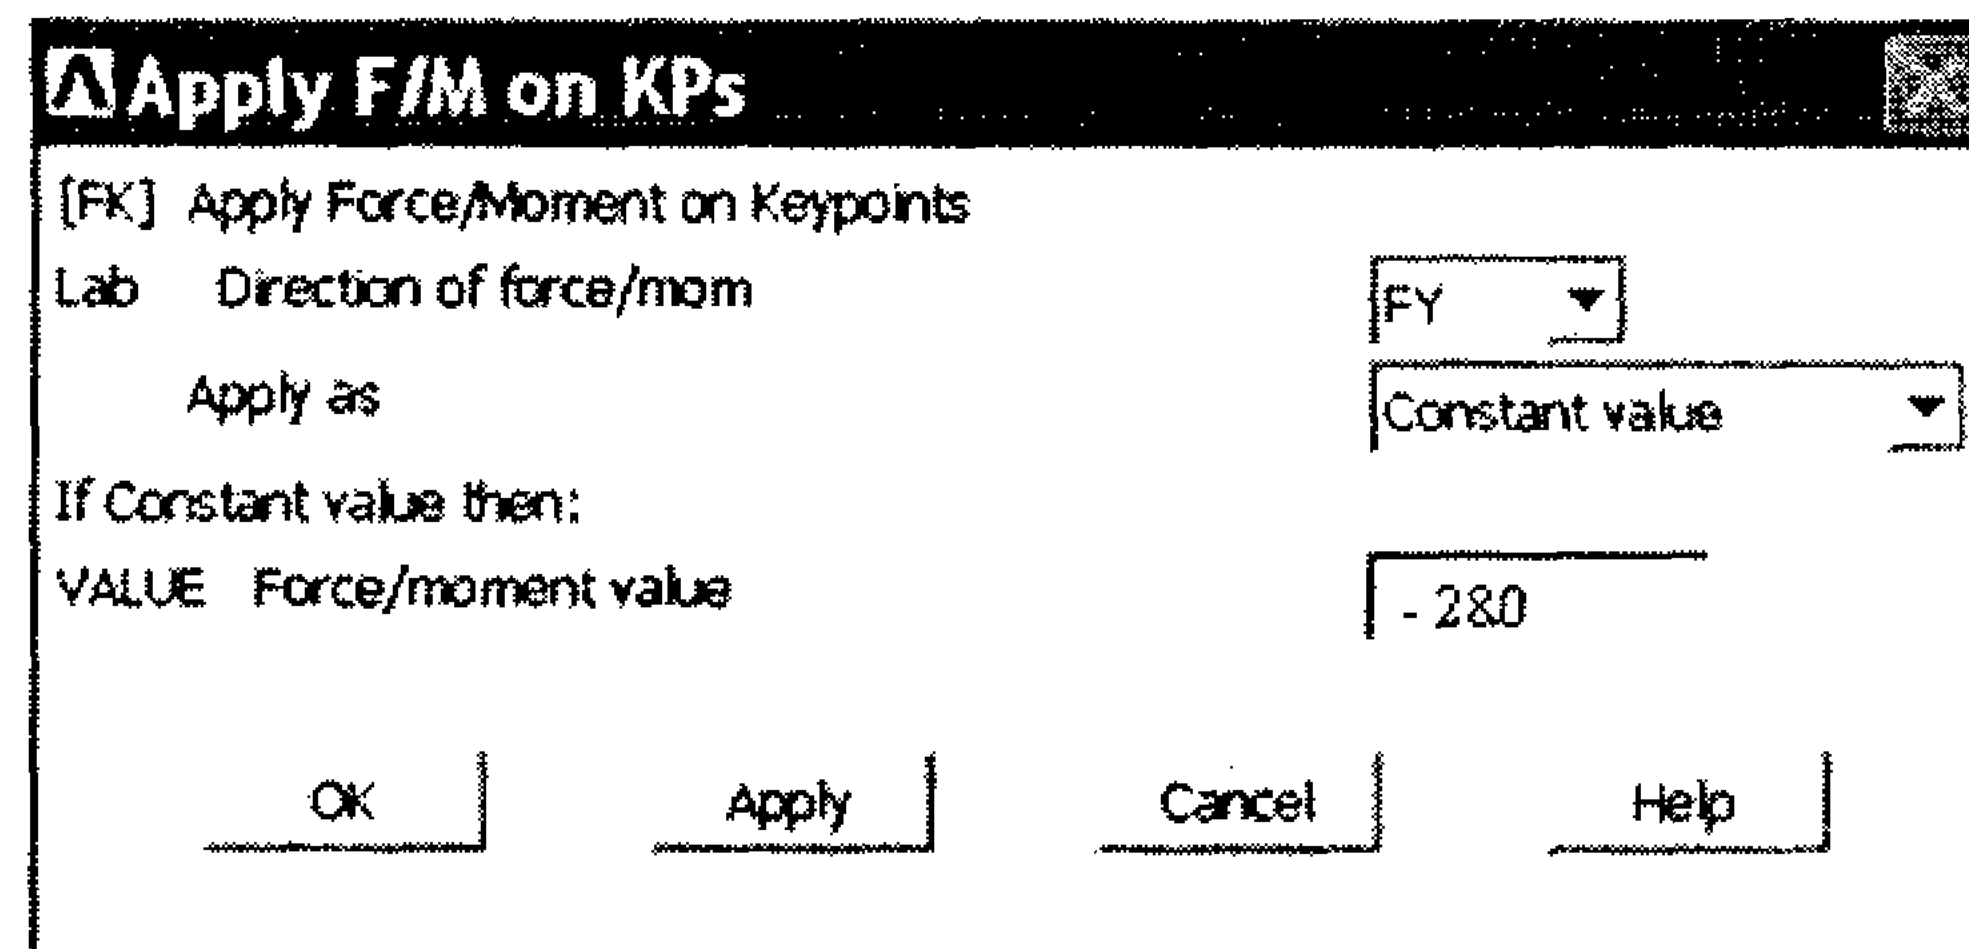 Apply F/M on KPs
[FK] Apply Force/Moment on Keypoints
Lab Direction of force/mom FY
Apply as Constant value
If Constant value then:
VALUE Force/moment value - 280
OK Apply Cancel Help